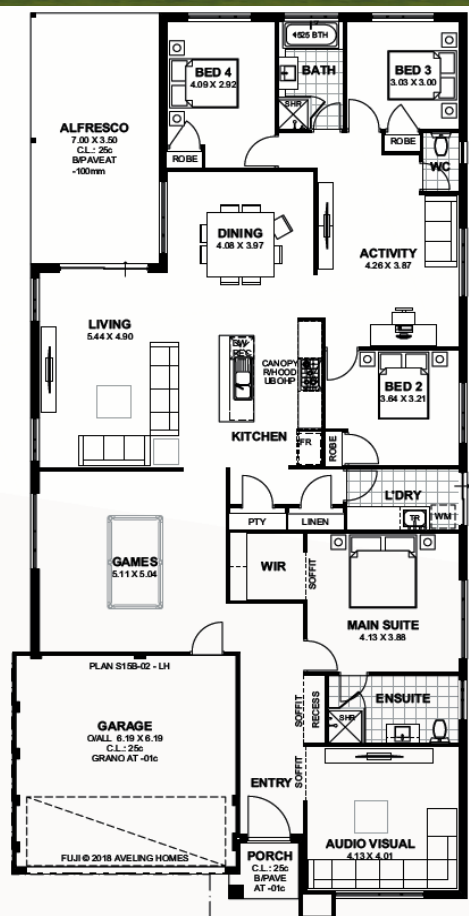 1525 BTH
BED 4
4.09 X 2.92
BATH
BED 3
3.03 X 3.00
SHR
ALFRESCO
7.00 X 3.50
C.L.: 25c
B/PAVE AT
-100mm
ROBE
ROBE
WC
DINING
4.08 X 3.97
ACTIVITY
4.26 X 3.87
LIVING
5.44 X 4.90
DW
REC
CANOPY
R/HOOD
UBOHP
BED 2
3.64 X 3.21
KITCHEN
FR
ROBE
L'DRY
PTY
LINEN
TR
WM
GAMES
5.11 X 5.04
WIR
SOFFIT
MAIN SUITE
4.13 X 3.88
PLAN S15B-02 - LH
ENSUITE
SOFFIT
RECESS
SHR
GARAGE
O/ALL 6.19 X 6.19
C.L.: 25c
GRANO AT -01c
SOFFIT
ENTRY
AUDIO VISUAL
4.13 X 4.01
FUJI © 2018 AVELING HOMES
PORCH
C.L.: 25c
B/PAVE
AT -01c